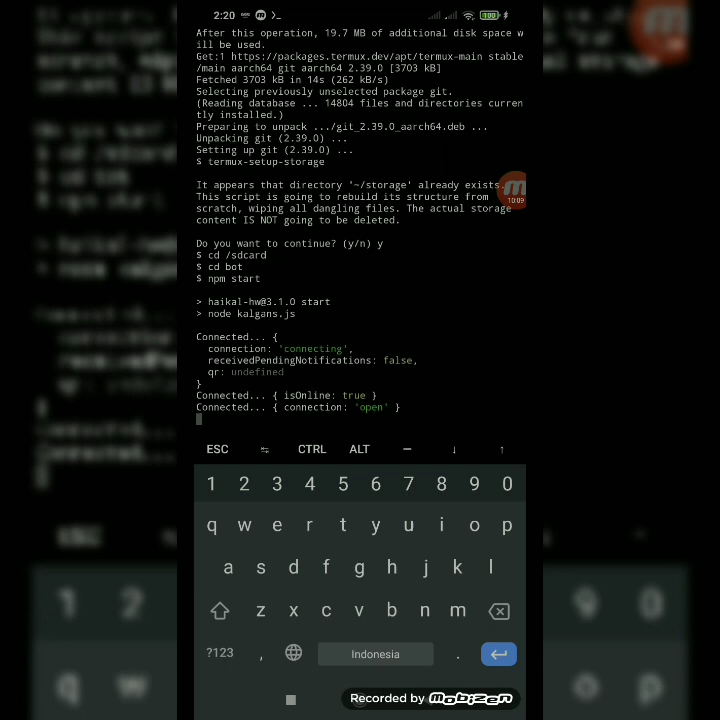 2:20
100
After this operation, 19.7 MB of additional disk space w
ill be used.
Get:1 https://packages.termux.dev/apt/termux-main stable
/main aarch64 git aarch64 2.39.0 [3703 kB]
Fetched 3703 kB in 14s (262 kB/s)
Selecting previously unselected package git.
(Reading database ... 14804 files and directories curren
tly installed.)
Preparing to unpack .../git_2.39.0_aarch64.deb ...
Unpacking git (2.39.0) ...
Setting up git (2.39.0) ...
$ termux-setup-storage
It appears that directory '~/storage' already exists.
This script is going to rebuild its structure from
scratch, wiping all dangling files. The actual storage
content IS NOT going to be deleted.
10:09
Do you want to continue? (y/n) y
$ cd /sdcard
$ cd bot
$ npm start
> haikal-hw@3.1.0 start
> node kalgans.js
Connected... {
connection: 'connecting',
receivedPendingNotifications: false,
qr: undefined
}
Connected... { isOnline: true }
Connected... { connection: 'open' }
ESC CTRL ALT — ↓ ↑
1 2 3 4 5 6 7 8 9 0
q w e r t y u i o p
a s d f g h j k l
z x c v b n m
?123 , Indonesia .
Recorded by mobizen